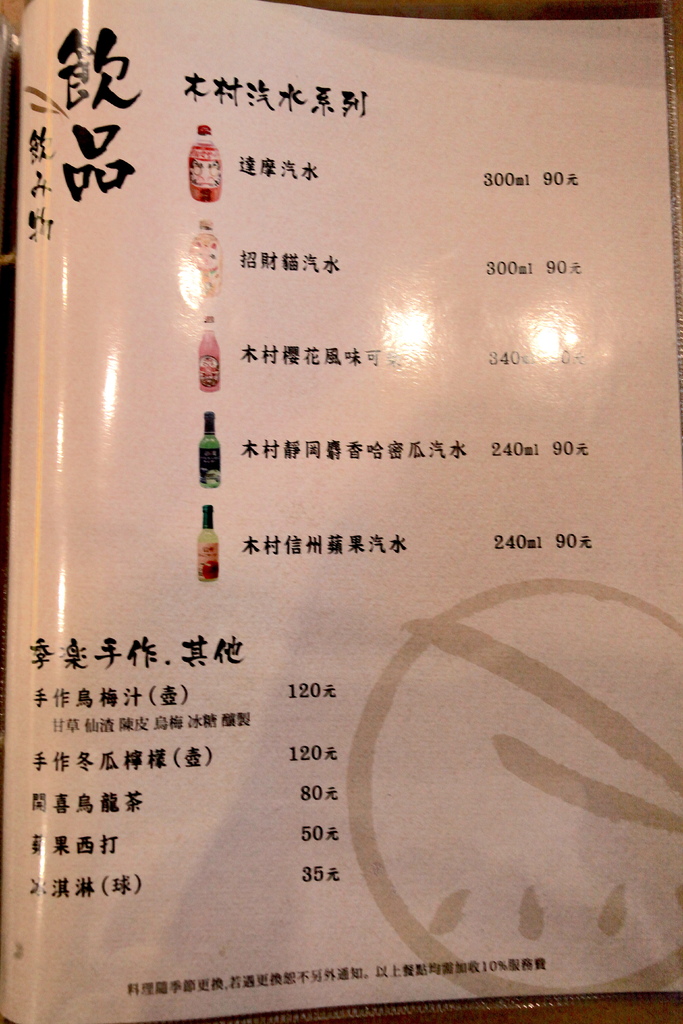 飲品
飲み物
木村汽水系列
達摩汽水 300ml 90元
招財貓汽水 300ml 90元
木村櫻花風味可 340ml 90元
木村靜岡麝香哈密瓜汽水 240ml 90元
木村信州蘋果汽水 240ml 90元
季楽手作.其他
手作烏梅汁(壺) 120元
甘草 仙渣 陳皮 烏梅 冰糖 釀製
手作冬瓜檸檬(壺) 120元
開喜烏龍茶 80元
蘋果西打 50元
冰淇淋(球) 35元
料理隨季節更換,若遇更換恕不另外通知。以上餐點均需加收10%服務費